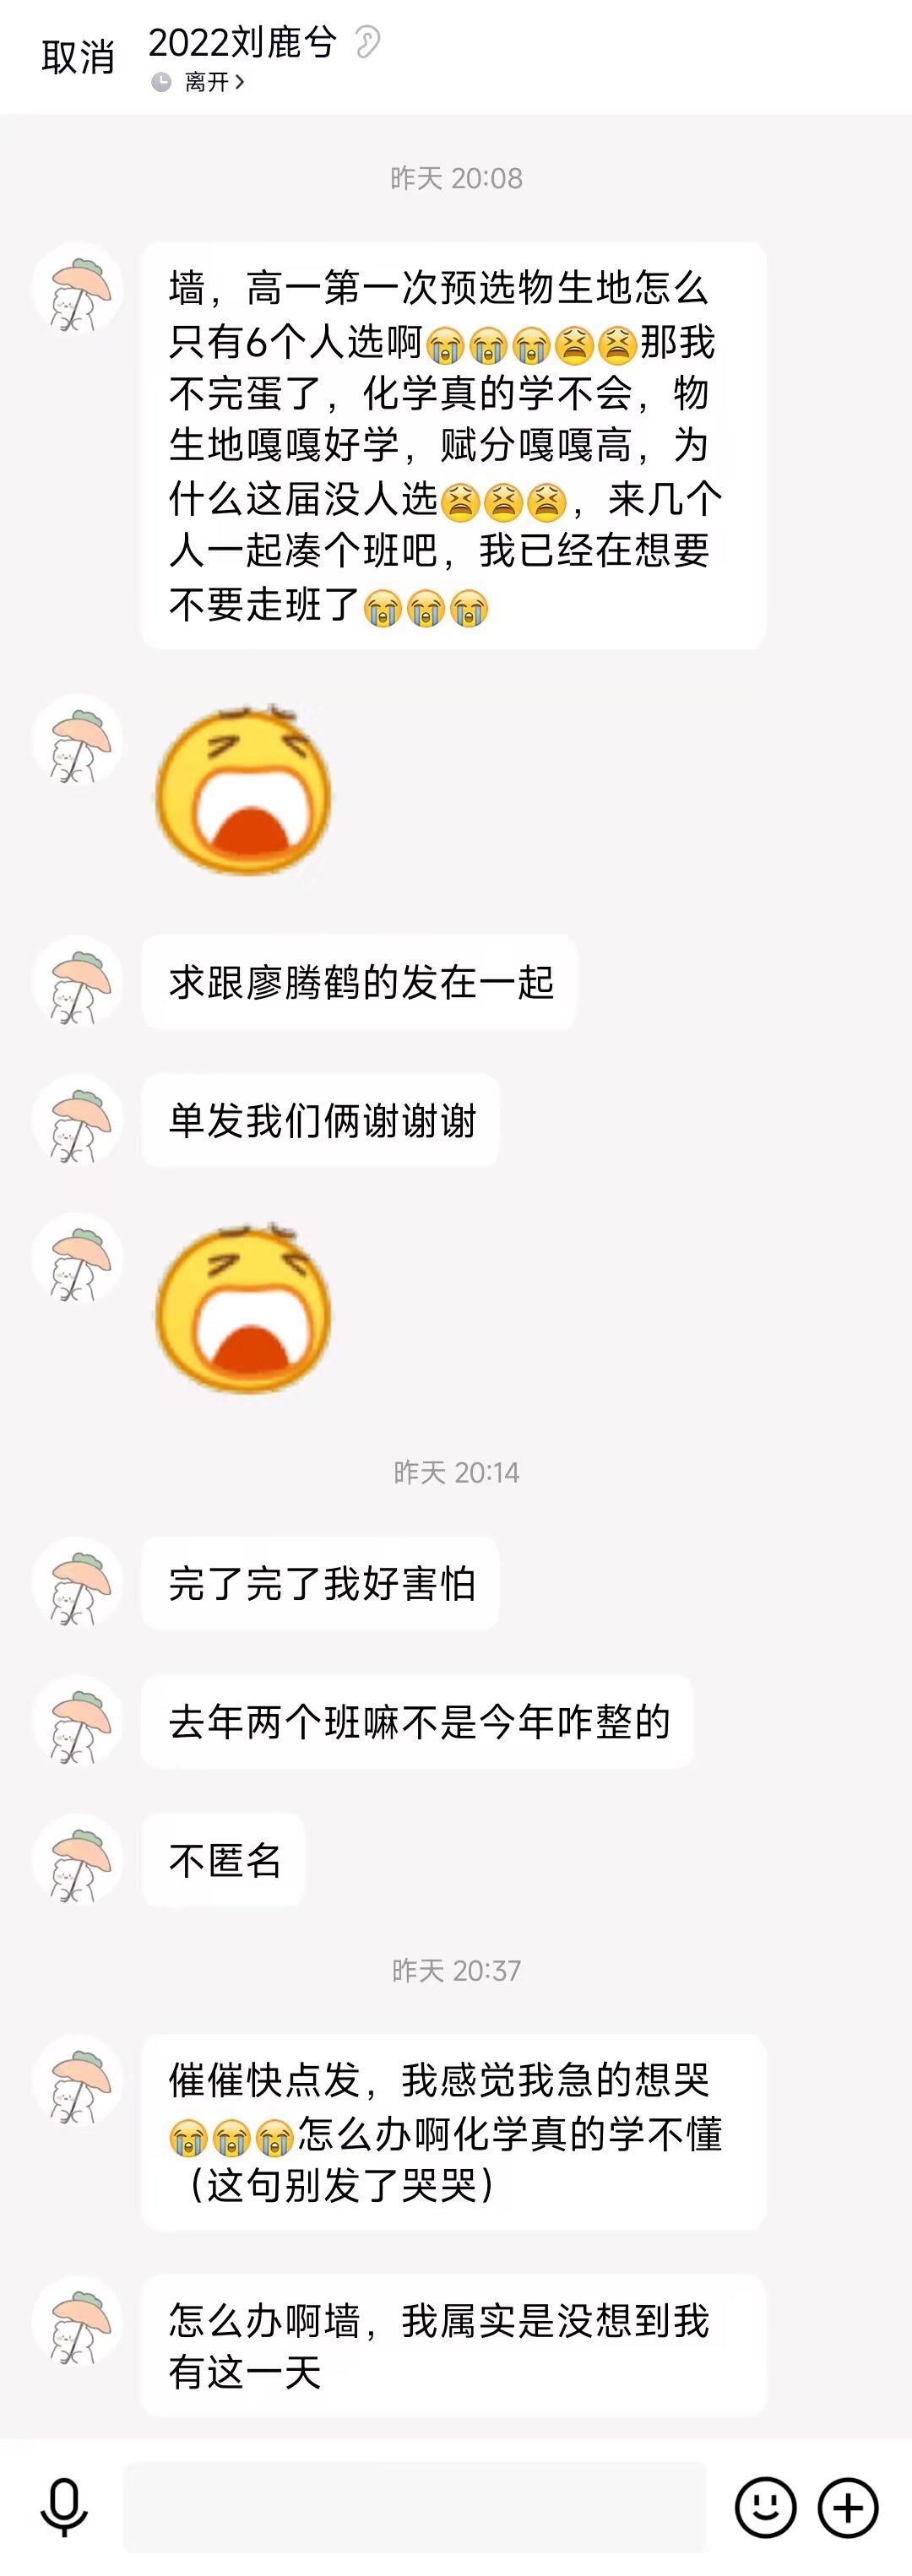 取消
2022刘鹿兮
离开
昨天 20:08
墙，高一第一次预选物生地怎么
只有6个人选啊😭😭😭😫😫那我
不完蛋了，化学真的学不会，物
生地嘎嘎好学，赋分嘎嘎高，为
什么这届没人选😫😫😫，来几个
人一起凑个班吧，我已经在想要
不要走班了😭😭😭
求跟廖腾鹤的发在一起
单发我们俩谢谢谢
昨天 20:14
完了完了我好害怕
去年两个班嘛不是今年咋整的
不匿名
昨天 20:37
催催快点发，我感觉我急的想哭
😭😭😭怎么办啊化学真的学不懂
（这句别发了哭哭）
怎么办啊墙，我属实是没想到我
有这一天